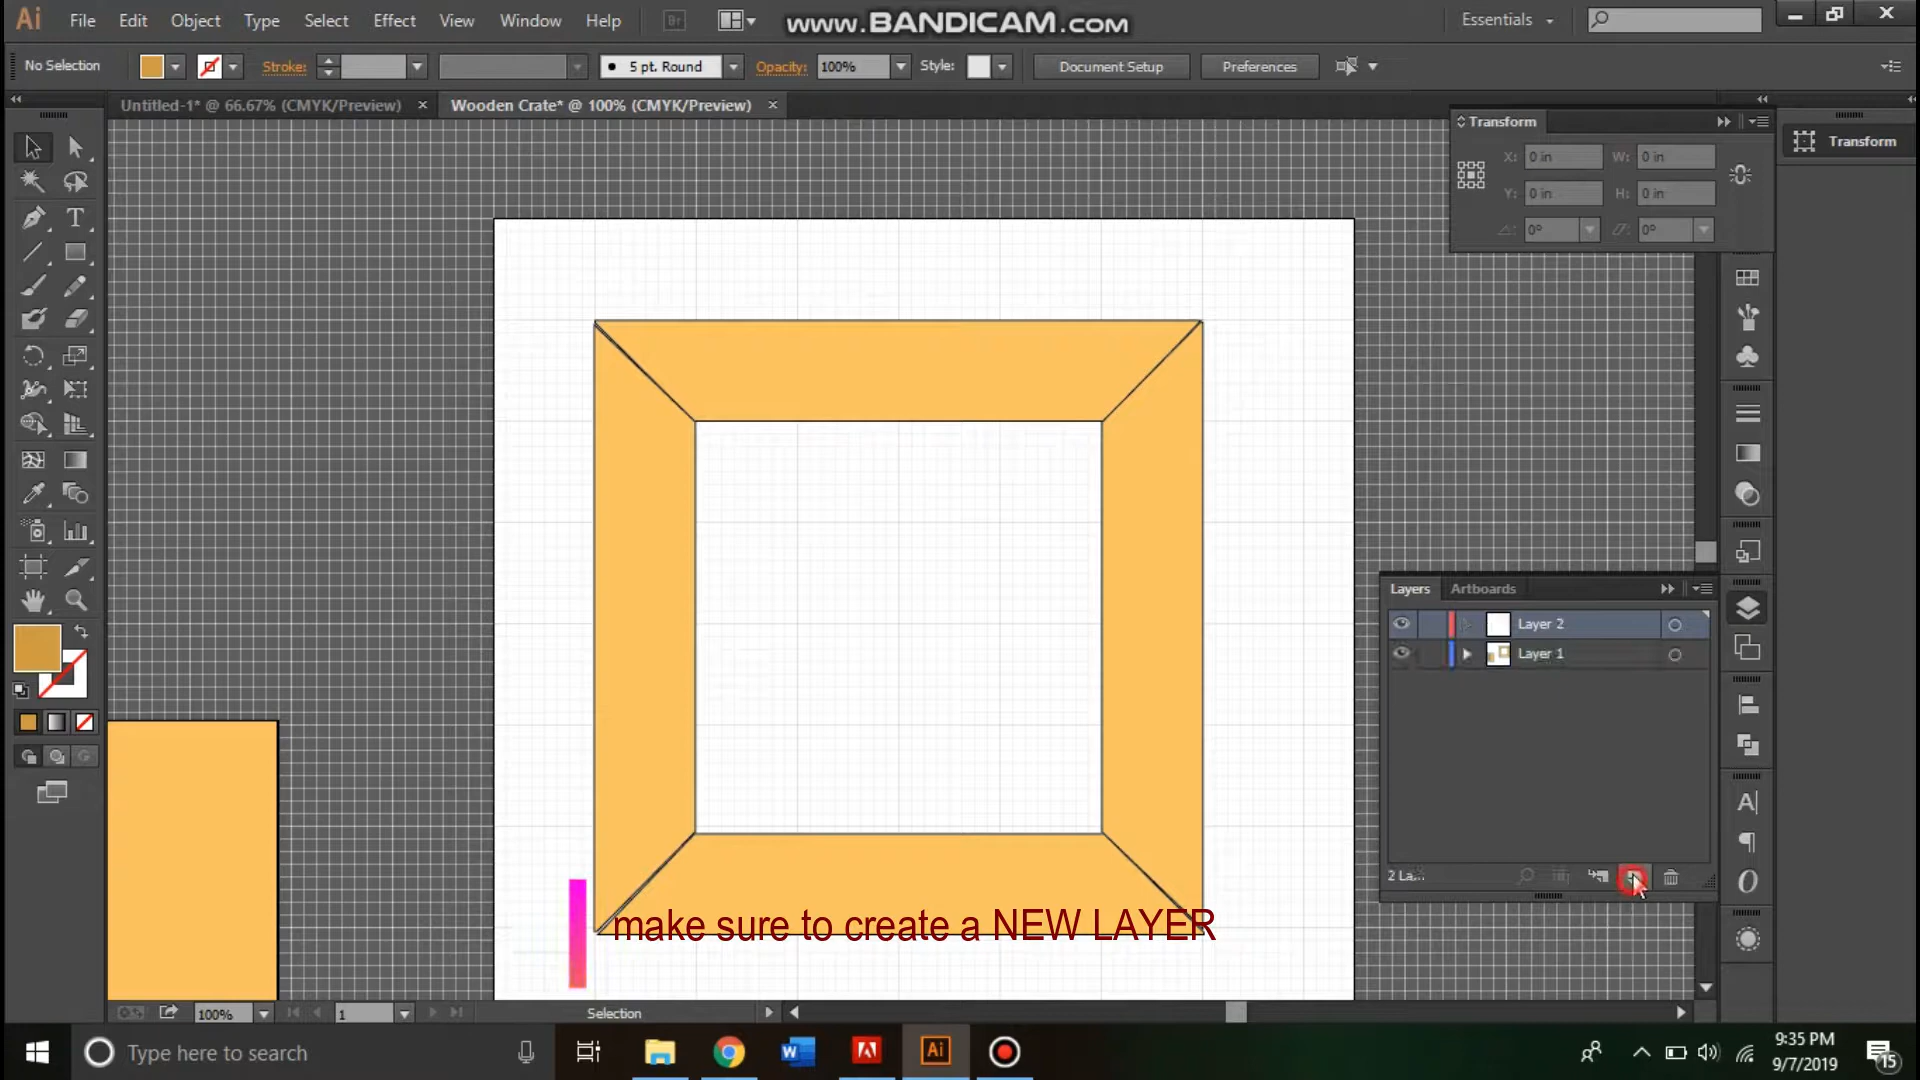 Ai File Edit Object Type Select Effect View Window Help Br www.BANDICAM.com Essentials
No Selection Stroke: 5 pt. Round Opacity: 100% Style: Document Setup Preferences
Untitled-1* @ 66.67% (CMYK/Preview) × Wooden Crate* @ 100% (CMYK/Preview) ×
Transform
Transform
X: 0 in W: 0 in
Y: 0 in H: 0 in
0° 0°
Layers Artboards
Layer 2
Layer 1
2 La...
make sure to create a NEW LAYER
100% 1 Selection
Type here to search
9:35 PM
9/7/2019
15